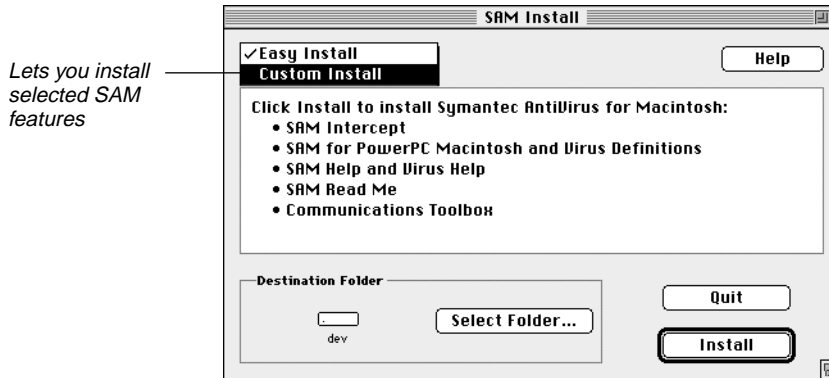 SAM Install
Lets you install
selected SAM
features
✓Easy Install
Custom Install
Help
Click Install to install Symantec AntiVirus for Macintosh:
• SAM Intercept
• SAM for PowerPC Macintosh and Virus Definitions
• SAM Help and Virus Help
• SAM Read Me
• Communications Toolbox
Destination Folder
dev
Select Folder...
Quit
Install